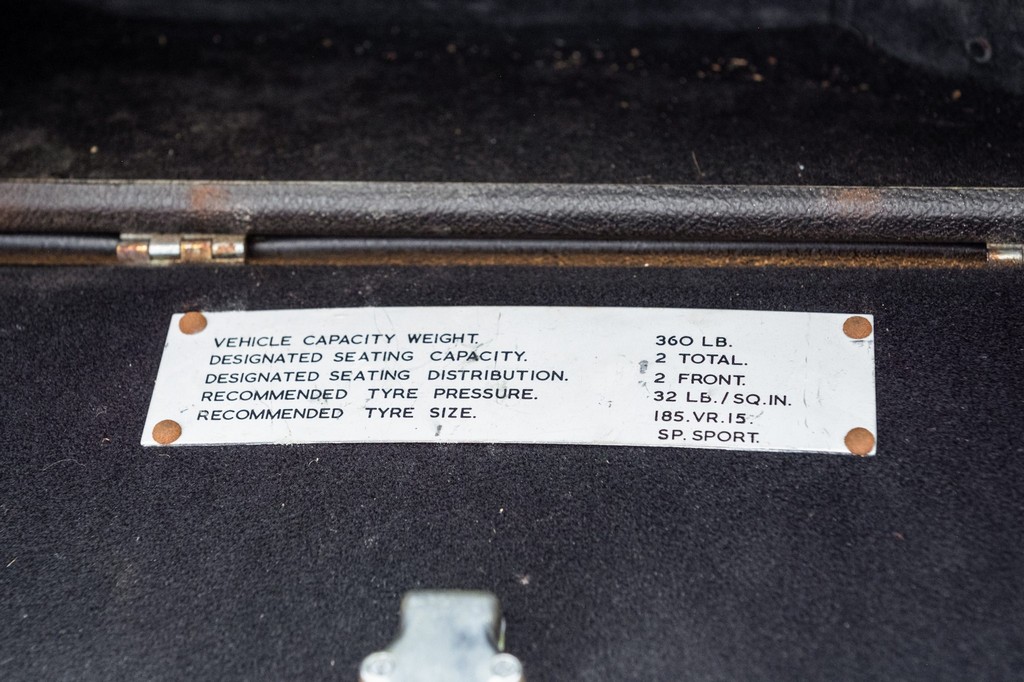 VEHICLE CAPACITY WEIGHT. 360 LB.
DESIGNATED SEATING CAPACITY. 2 TOTAL.
DESIGNATED SEATING DISTRIBUTION. 2 FRONT.
RECOMMENDED TYRE PRESSURE. 32 LB./SQ.IN.
RECOMMENDED TYRE SIZE. 185.VR.15.
SP. SPORT.